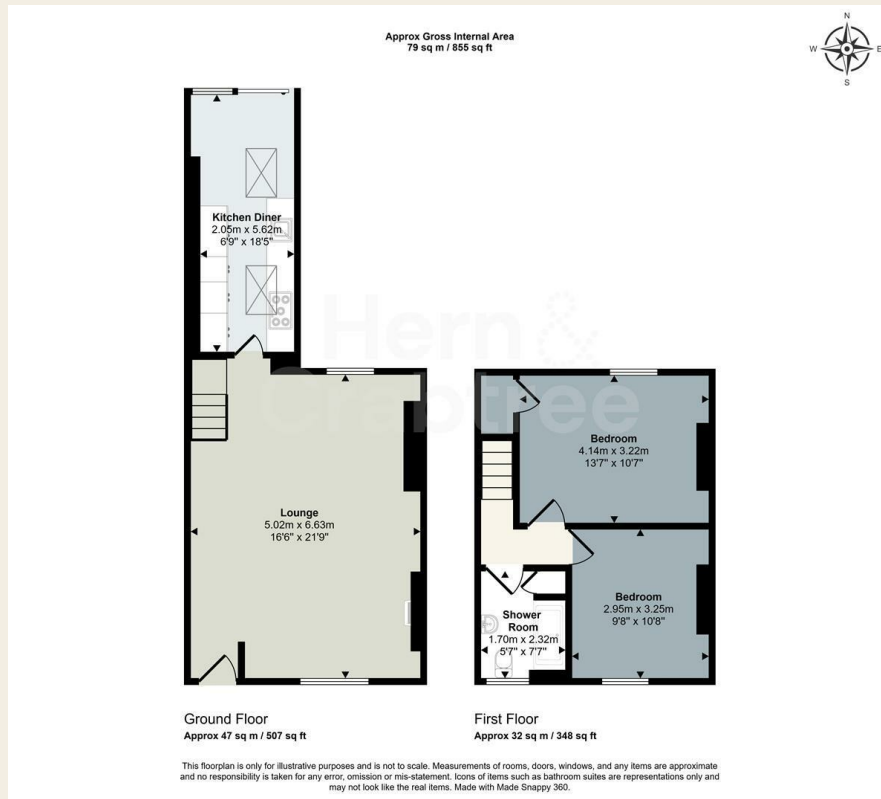 Approx Gross Internal Area
79 sq m / 855 sq ft
N
W
E
S
Kitchen Diner
2.05m x 5.62m
6'9" x 18'5"
Hern &
Crabtree
Lounge
5.02m x 6.63m
16'6" x 21'9"
Bedroom
4.14m x 3.22m
13'7" x 10'7"
Bedroom
2.95m x 3.25m
9'8" x 10'8"
Shower
Room
1.70m x 2.32m
5'7" x 7'7"
Ground Floor
Approx 47 sq m / 507 sq ft
First Floor
Approx 32 sq m / 348 sq ft
This floorplan is only for illustrative purposes and is not to scale. Measurements of rooms, doors, windows, and any items are approximate
and no responsibility is taken for any error, omission or mis-statement. Icons of items such as bathroom suites are representations only and
may not look like the real items. Made with Made Snappy 360.